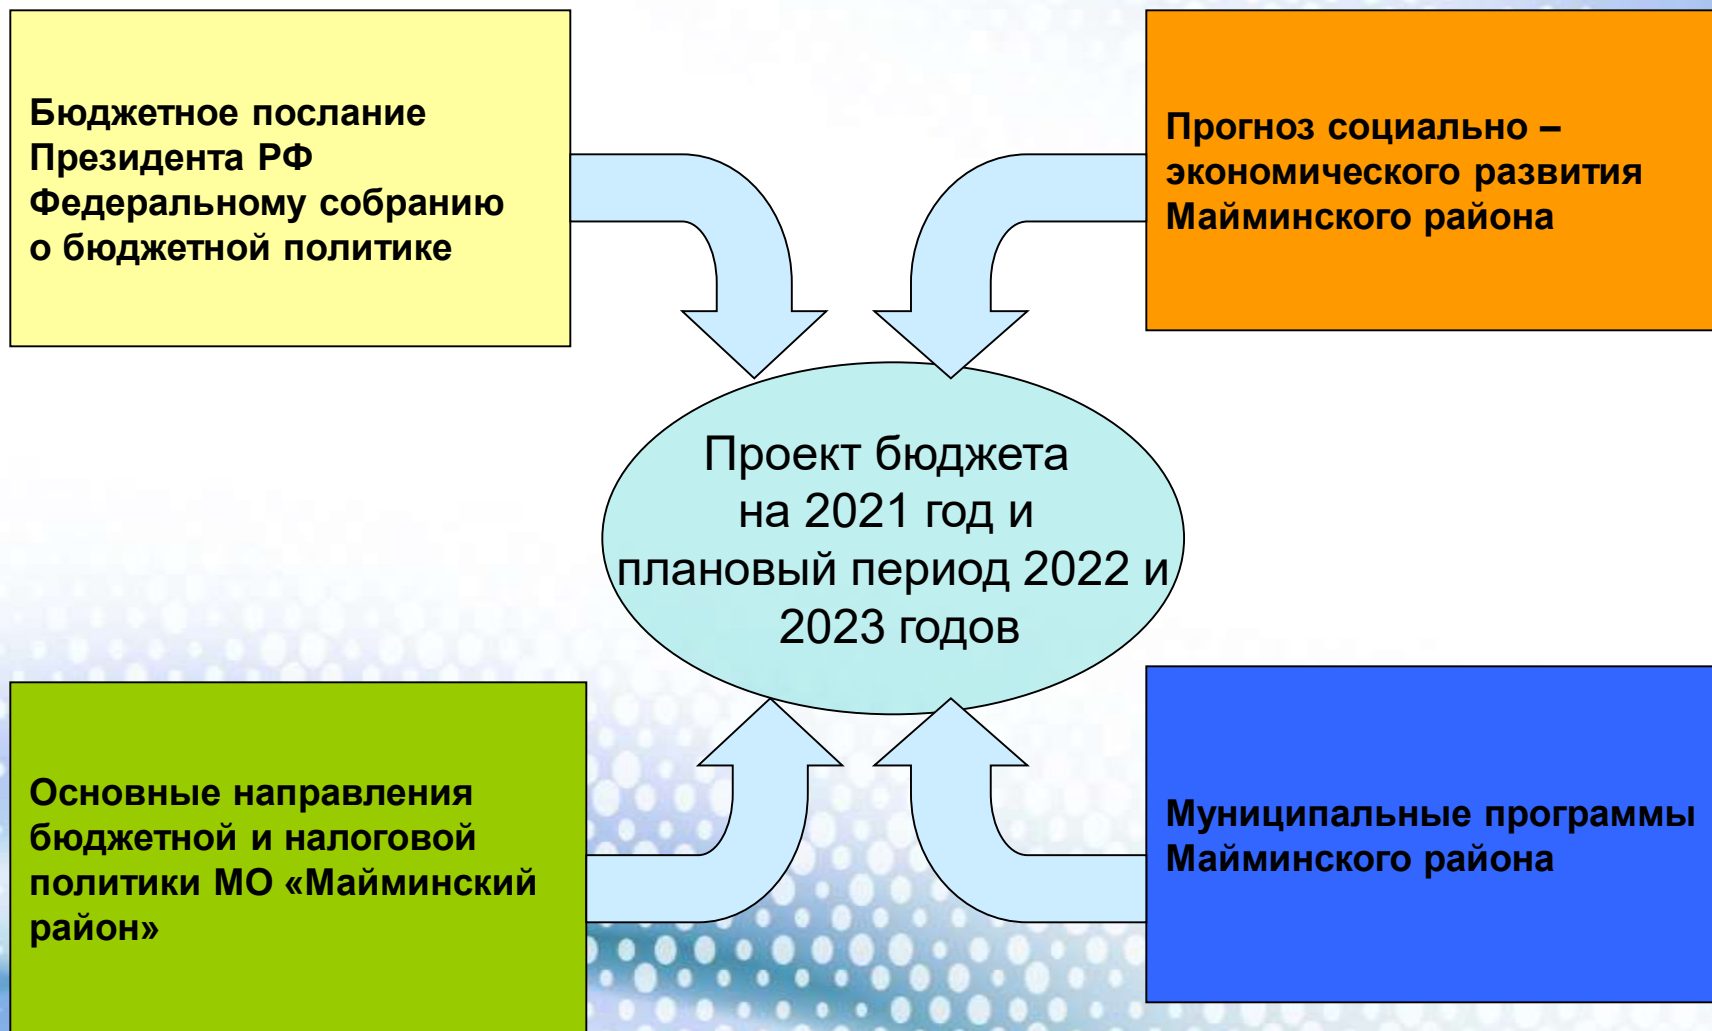 Бюджетное послание
Президента РФ
Федеральному собранию
о бюджетной политике
Прогноз социально –
экономического развития
Майминского района
Проект бюджета
на 2021 год и
плановый период 2022 и
2023 годов
Основные направления
бюджетной и налоговой
политики МО «Майминский
район»
Муниципальные программы
Майминского района